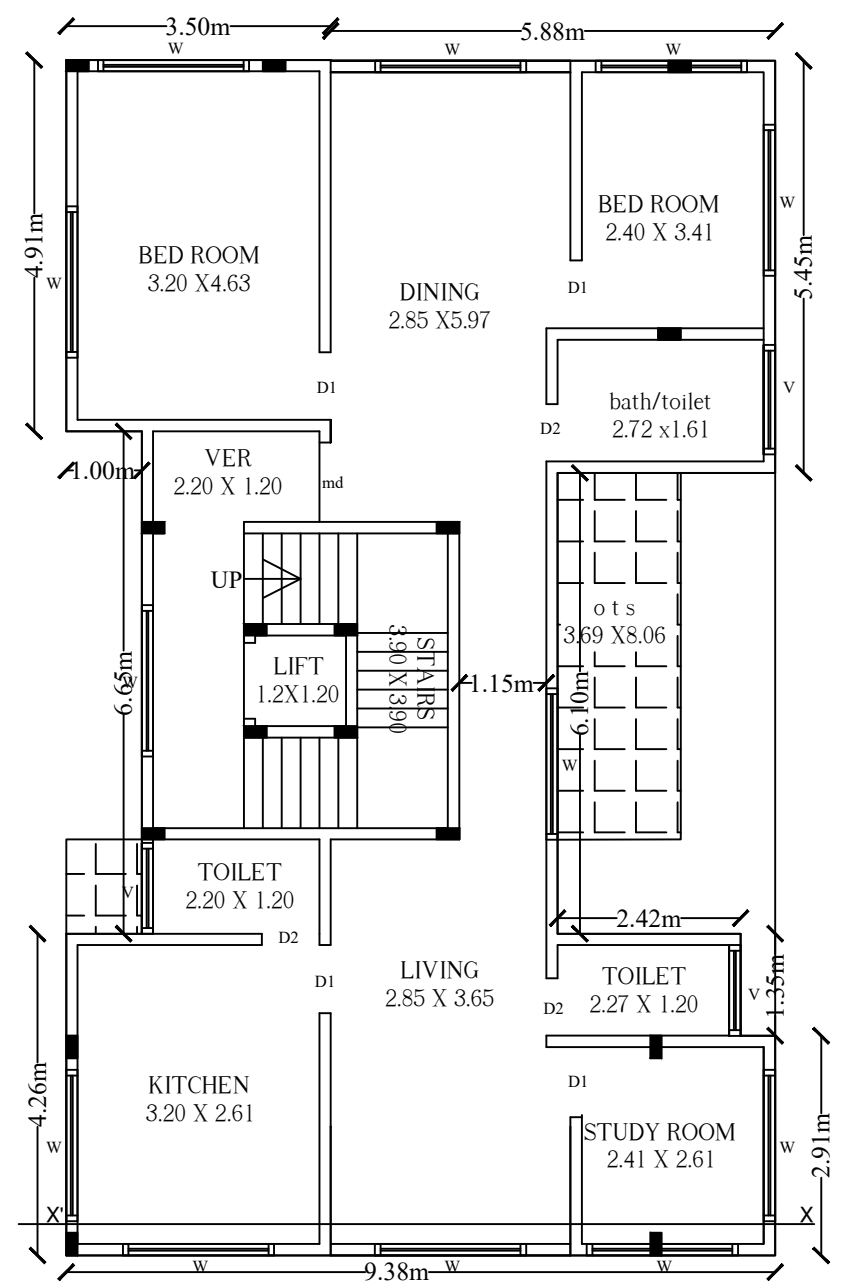 3.50m
5.88m
W
W
W
4.91m
W
BED ROOM
3.20 X4.63
DINING
2.85 X5.97
BED ROOM
2.40 X 3.41
W
5.45m
D1
D1
D2
bath/toilet
2.72 x1.61
V
1.00m
VER
2.20 X 1.20
md
UP
ots
3.69 X8.06
LIFT
1.2X1.20
STAIRS
3.90 X 3.90
1.15m
6.65m
W
6.10m
W
TOILET
2.20 X 1.20
V
D2
2.42m
LIVING
2.85 X 3.65
D1
TOILET
2.27 X 1.20
D2
V
1.35m
4.26m
KITCHEN
3.20 X 2.61
D1
STUDY ROOM
2.41 X 2.61
W
W
2.91m
X'
X
W
W
W
9.38m